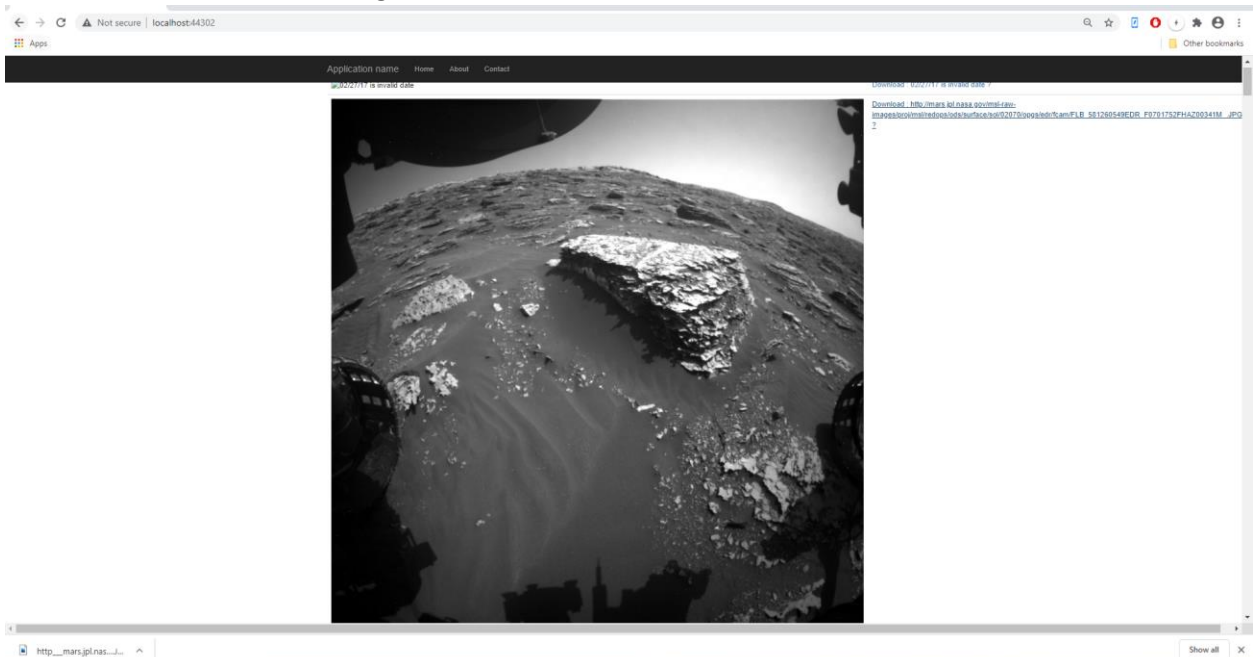 Not secure | localhost:44302
Apps
Other bookmarks
Application name Home About Contact
02/27/17 is invalid date
Download : 02/27/17 is invalid date ?
Download : http://mars.jpl.nasa.gov/msl-raw-
images/proj/msl/redops/ods/surface/sol/02070/opgs/edr/fcam/FLB_581260549EDR_F0701752FHAZ00341M_.JPG
?
http___mars.jpl.nas....J...
Show all